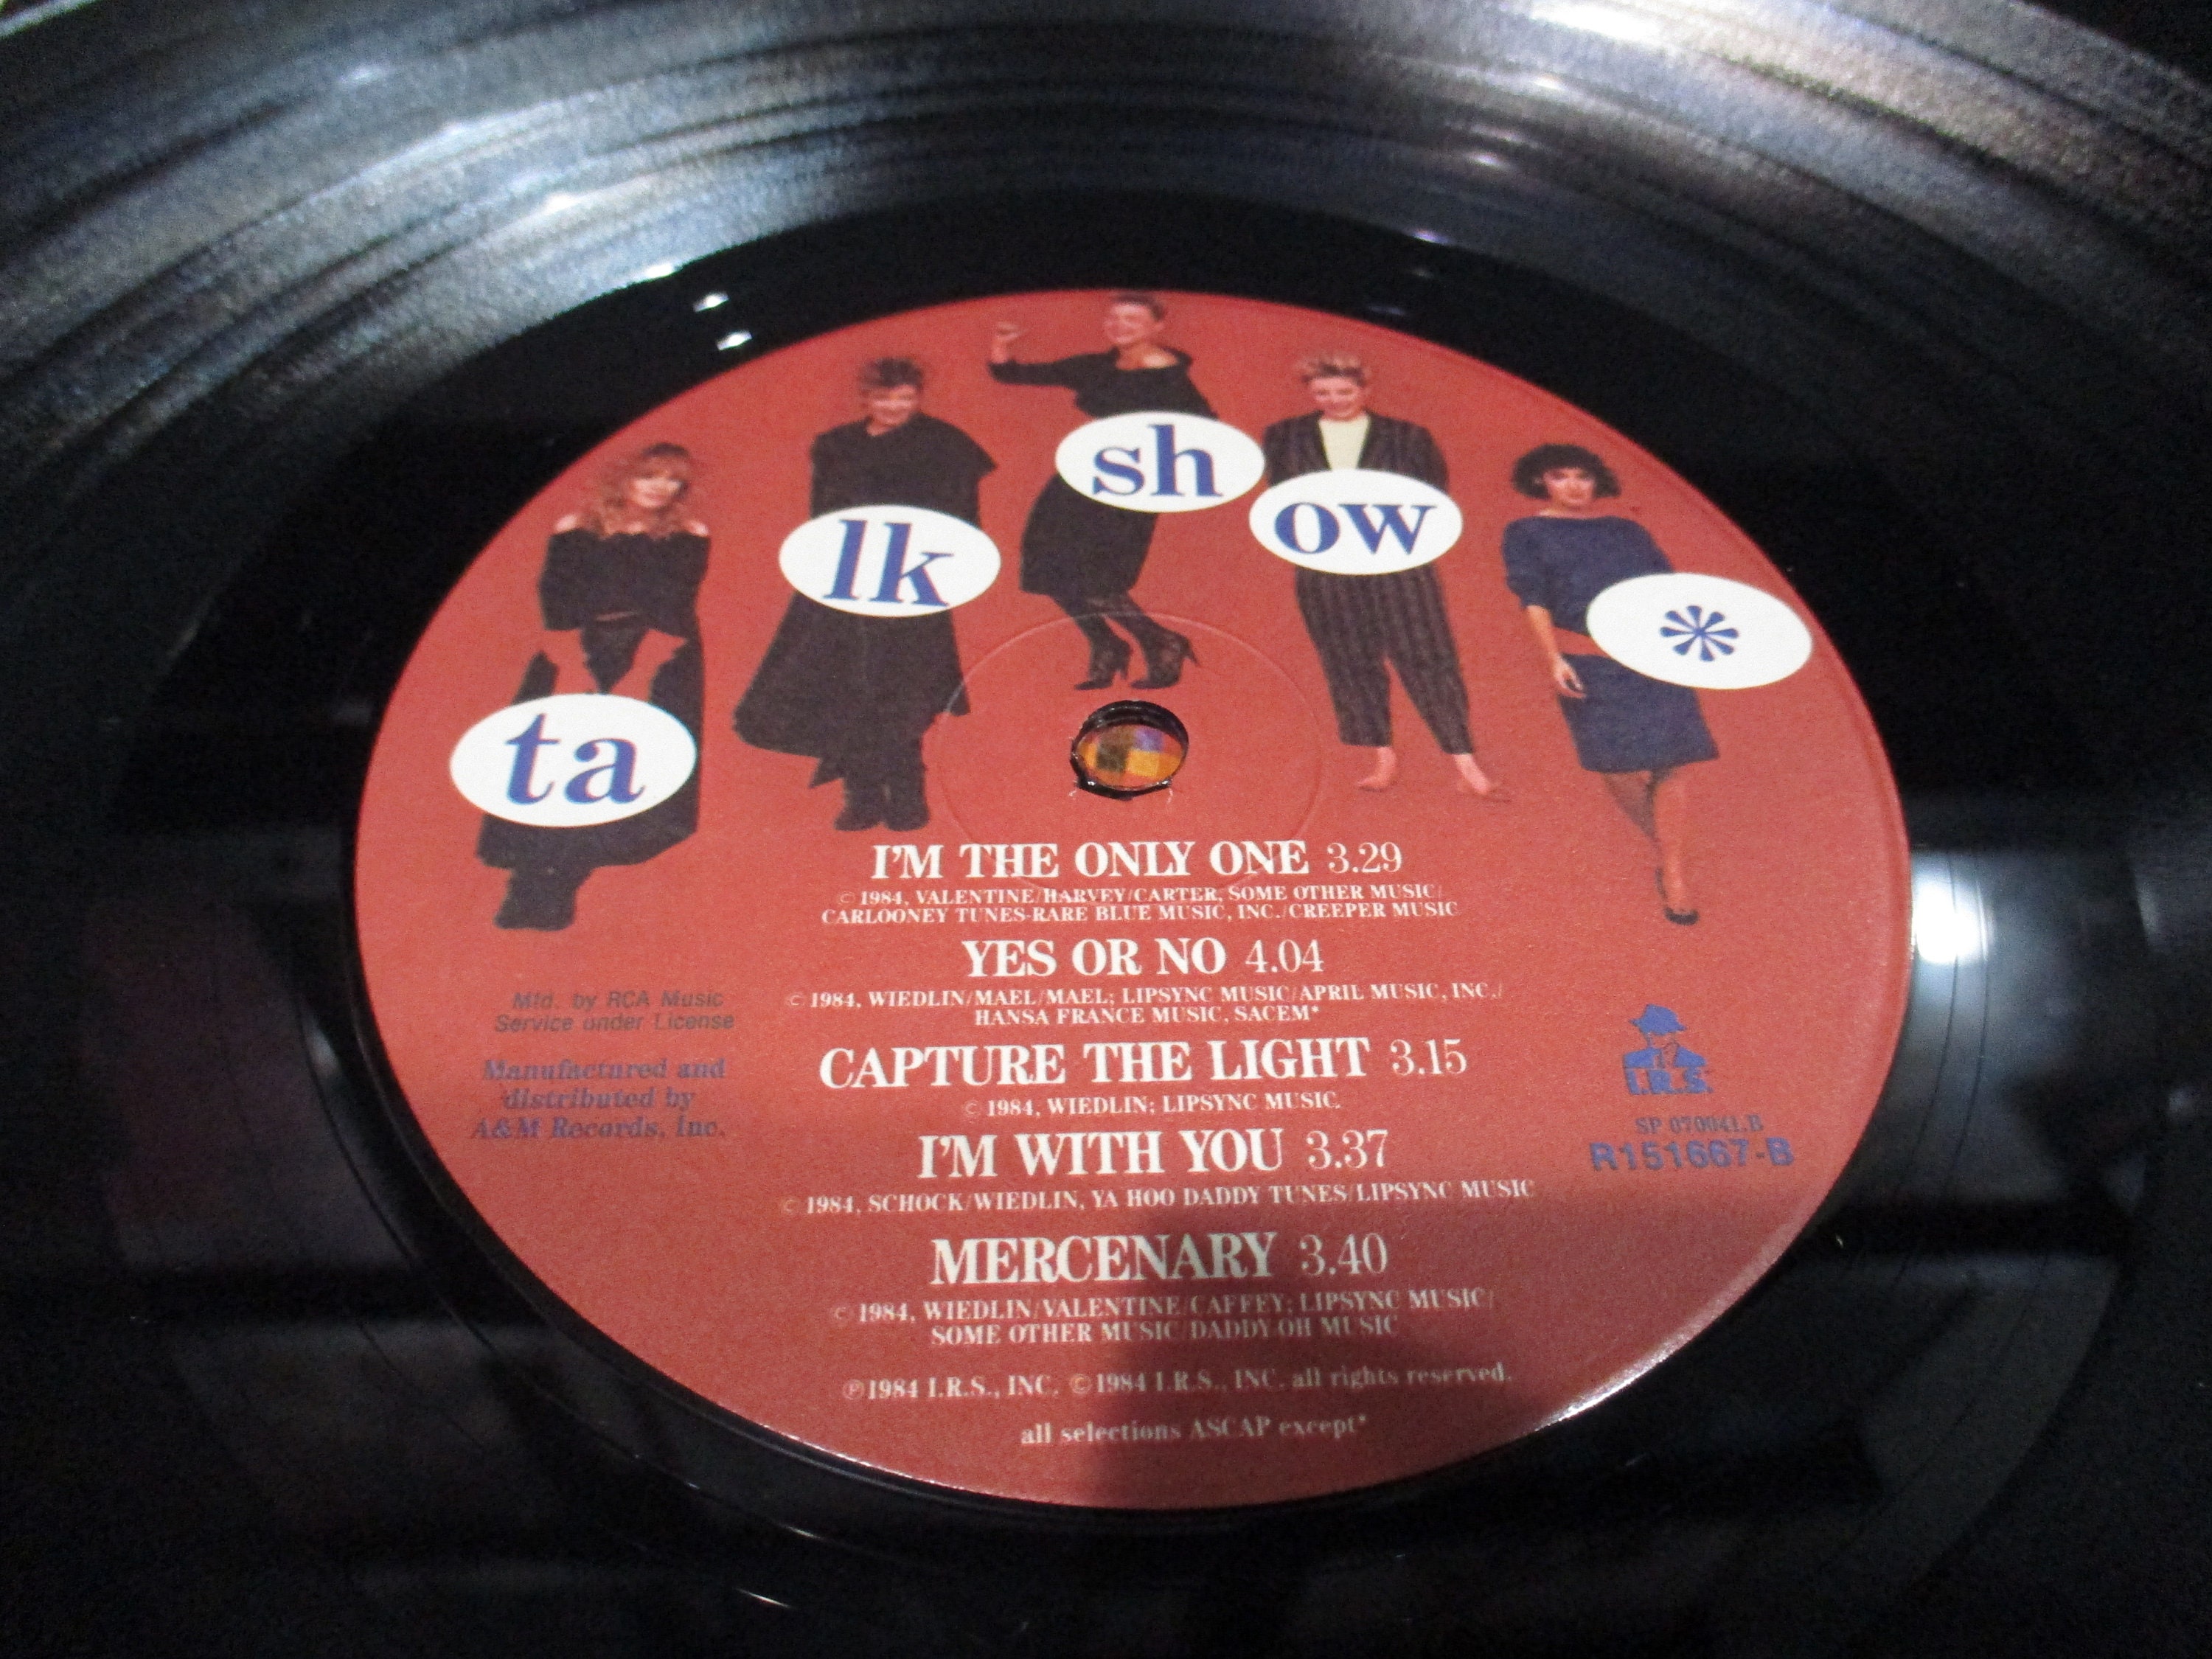 ta lk sh ow *
I'M THE ONLY ONE 3.29
© 1984, VALENTINE/HARVEY/CARTER, SOME OTHER MUSIC/
CARLOONEY TUNES-RARE BLUE MUSIC, INC./CREEPER MUSIC
YES OR NO 4.04
© 1984, WIEDLIN/MAEL/MAEL; LIPSYNC MUSIC/APRIL MUSIC, INC./
HANSA FRANCE MUSIC, SACEM*
CAPTURE THE LIGHT 3.15
© 1984, WIEDLIN; LIPSYNC MUSIC.
I'M WITH YOU 3.37
© 1984, SCHOCK/WIEDLIN, YA HOO DADDY TUNES/LIPSYNC MUSIC
MERCENARY 3.40
© 1984, WIEDLIN/VALENTINE/CAFFEY; LIPSYNC MUSIC/
SOME OTHER MUSIC/DADDY-OH MUSIC
℗1984 I.R.S., INC. ©1984 I.R.S., INC. all rights reserved.
all selections ASCAP except*
Mfd. by RCA Music
Service under License
Manufactured and
distributed by
A&M Records, Inc.
I.R.S.
SP 070041.B
R151667-B